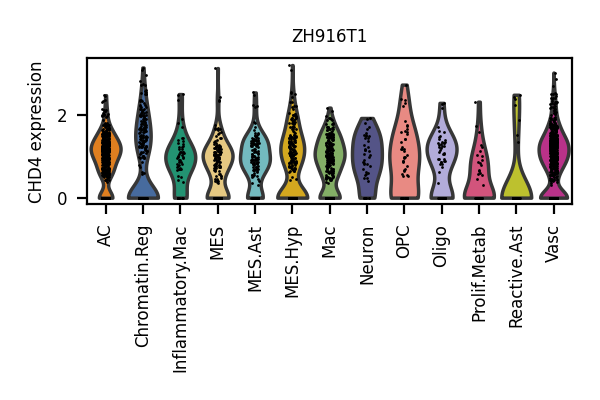 ZH916T1
CHD4 expression
2
0
AC
Chromatin.Reg
Inflammatory.Mac
MES
MES.Ast
MES.Hyp
Mac
Neuron
OPC
Oligo
Prolif.Metab
Reactive.Ast
Vasc